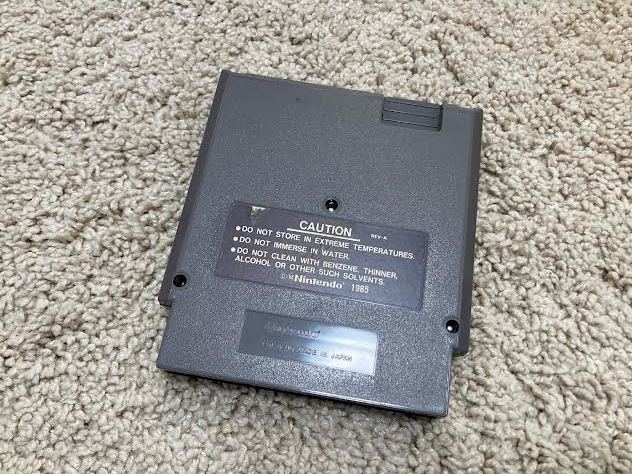 CAUTION
REV-A
●DO NOT STORE IN EXTREME TEMPERATURES.
●DO NOT IMMERSE IN WATER.
●DO NOT CLEAN WITH BENZENE, THINNER,
ALCOHOL OR OTHER SUCH SOLVENTS.
Nintendo® 1985
Nintendo®
MADE IN JAPAN